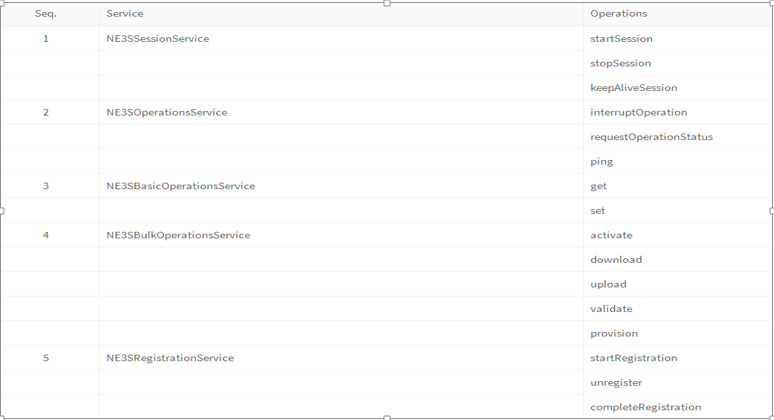 Seq. Service Operations
1 NE3SSessionService startSession
stopSession
keepAliveSession
2 NE3SOperationsService interruptOperation
requestOperationStatus
ping
3 NE3SBasicOperationsService get
set
4 NE3SBulkOperationsService activate
download
upload
validate
provision
5 NE3SRegistrationService startRegistration
unregister
completeRegistration